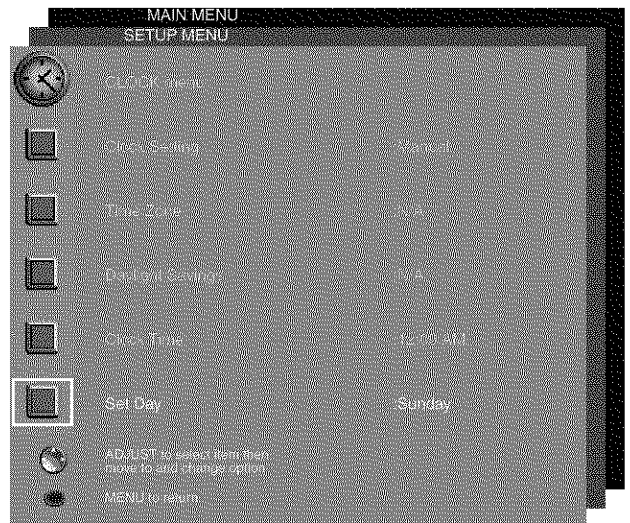 MAIN MENU
SETUP MENU
CLOCK menu
Clock Setting Manual
Time Zone N.A.
Daylight Savings N.A.
Clock Time 12:00 AM
Set Day Sunday
ADJUST to select item then
move to and change option
MENU to return